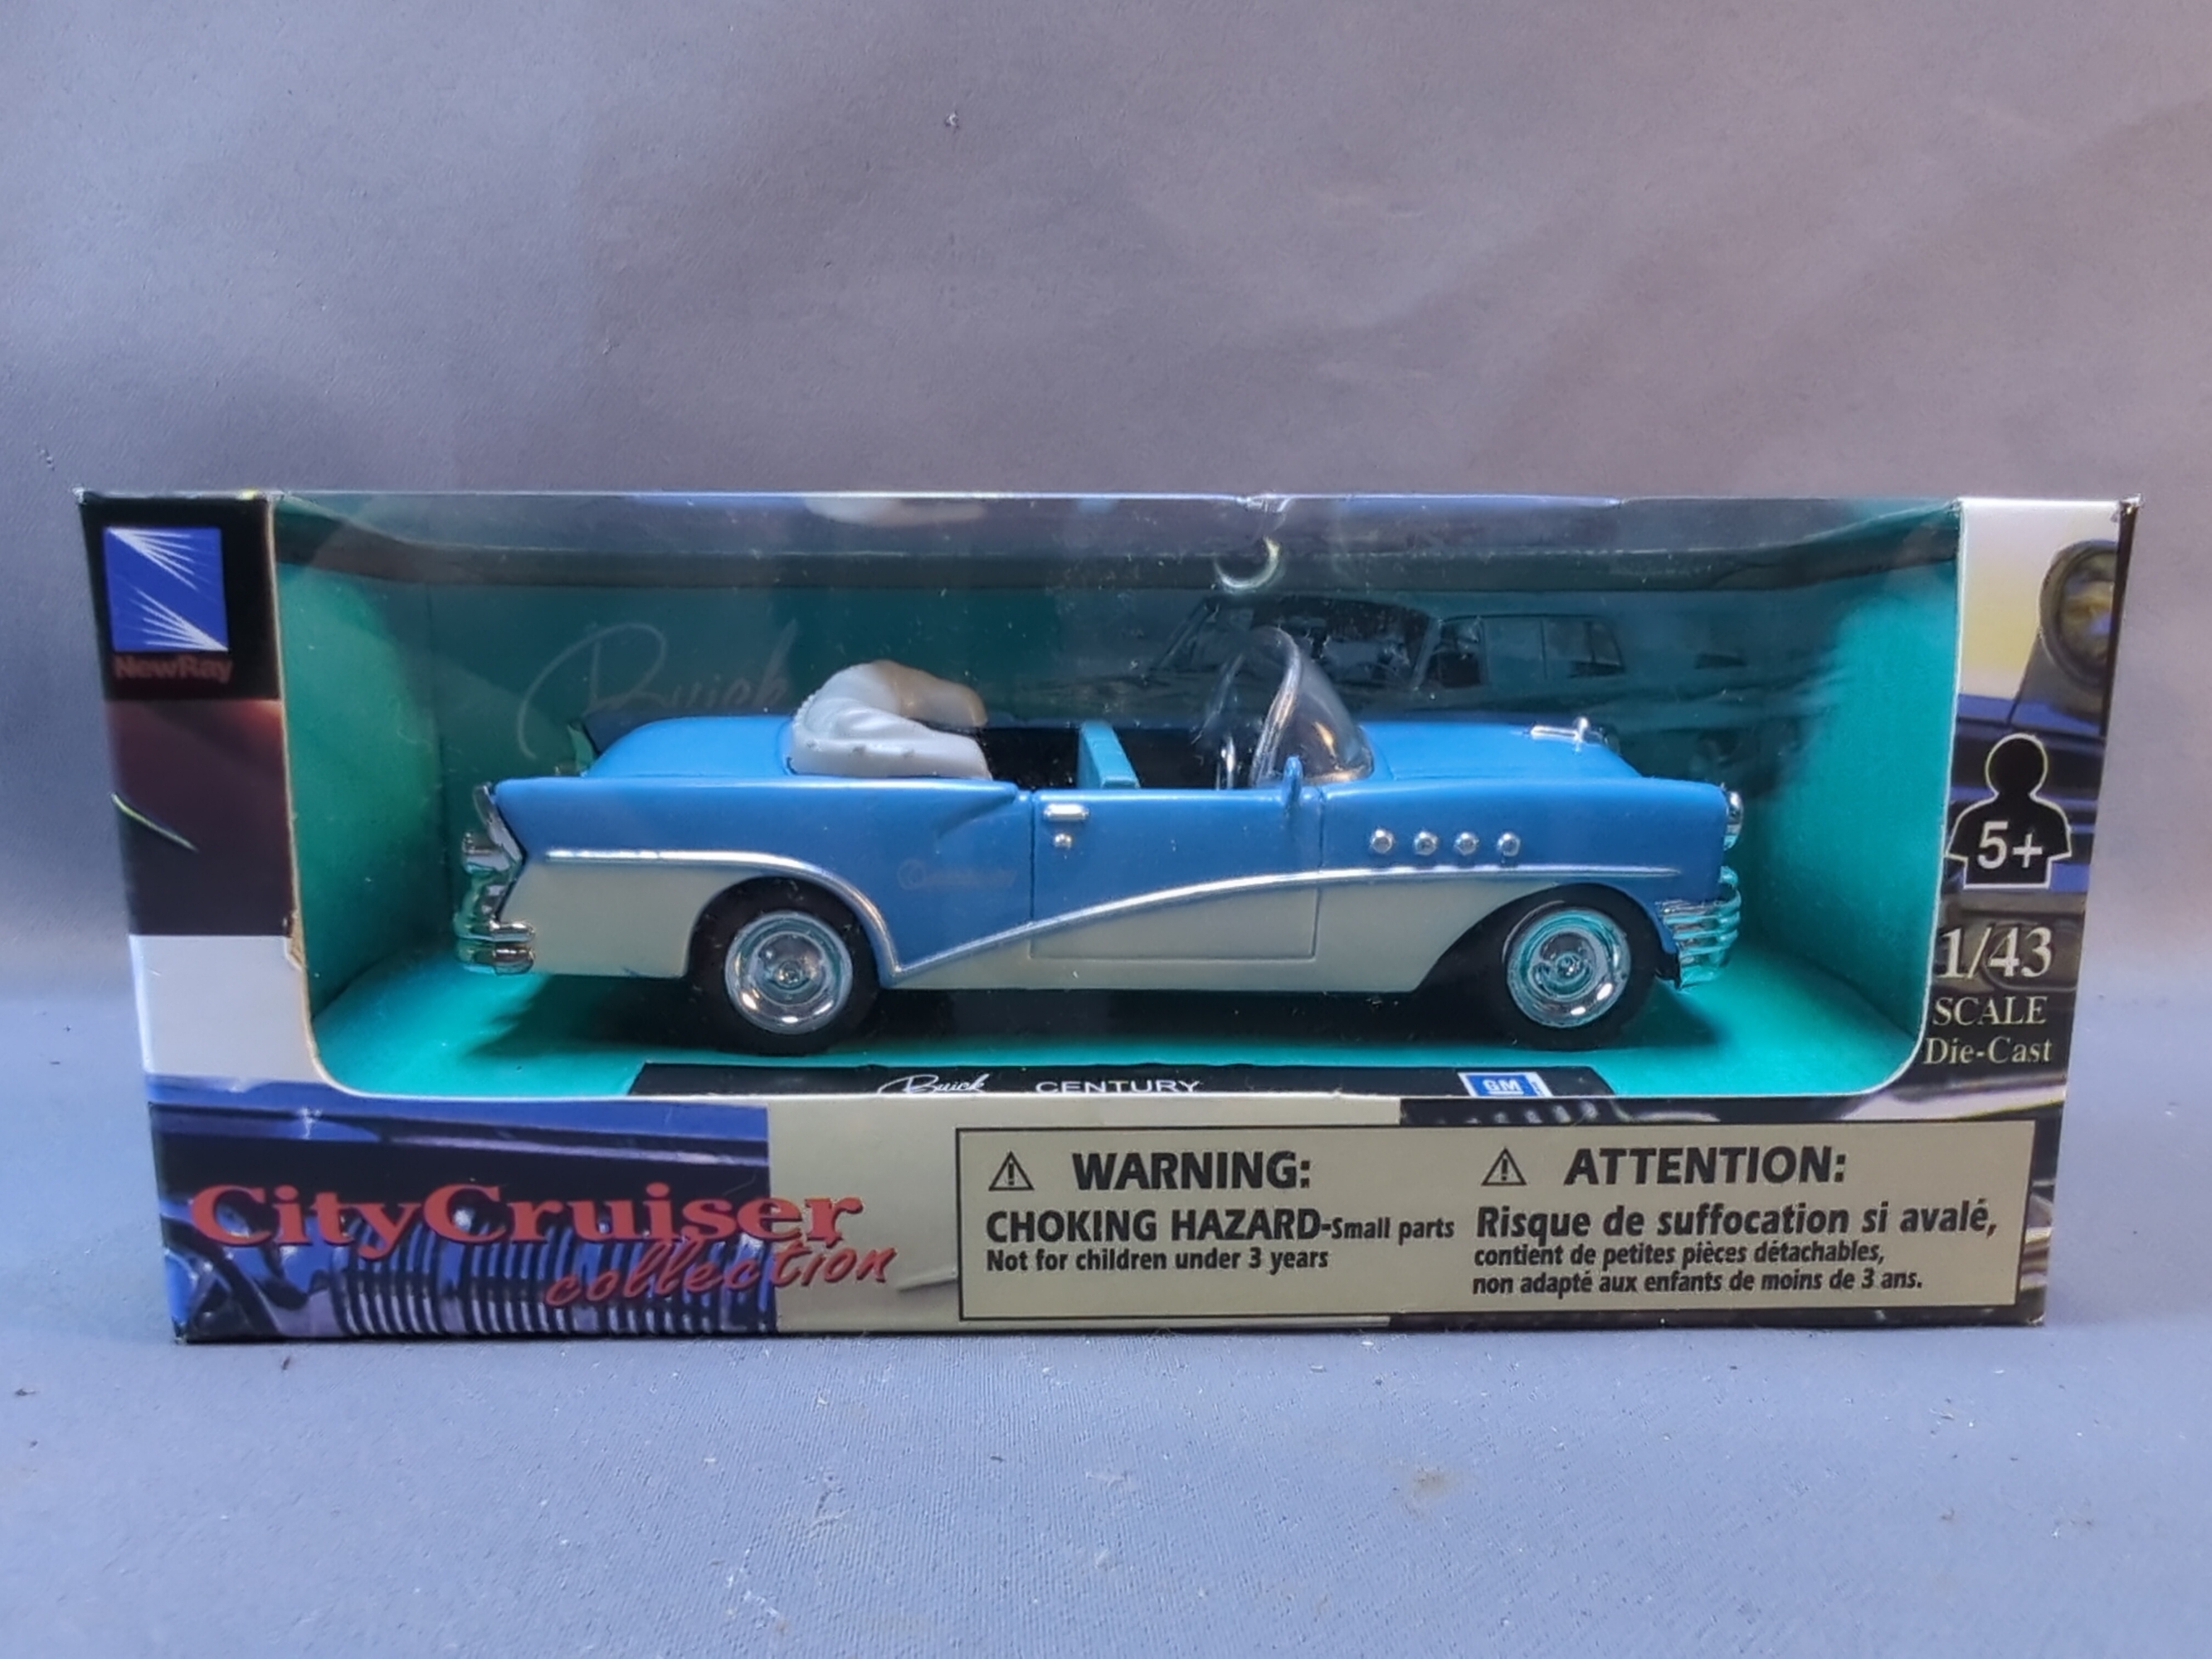 NewRay
Buick
Century
5+
1/43
SCALE
Die-Cast
Buick CENTURY GM
CityCruiser
collection
WARNING:
CHOKING HAZARD-Small parts
Not for children under 3 years
ATTENTION:
Risque de suffocation si avalé,
contient de petites pièces détachables,
non adapté aux enfants de moins de 3 ans.